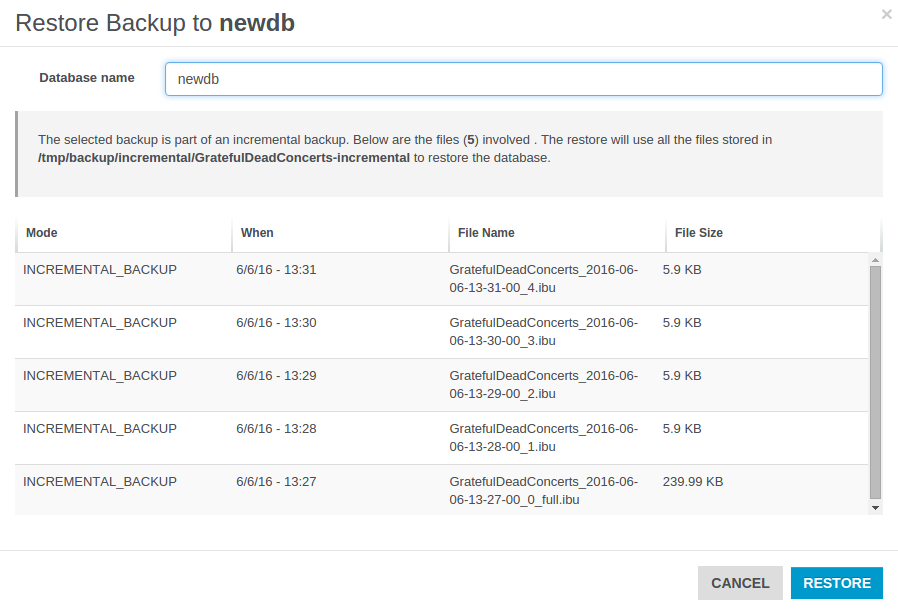 Restore Backup to newdb
×
Database name
newdb
The selected backup is part of an incremental backup. Below are the files (5) involved . The restore will use all the files stored in
/tmp/backup/incremental/GratefulDeadConcerts-incremental to restore the database.
Mode When File Name File Size
INCREMENTAL_BACKUP 6/6/16 - 13:31 GratefulDeadConcerts_2016-06- 5.9 KB
06-13-31-00_4.ibu
INCREMENTAL_BACKUP 6/6/16 - 13:30 GratefulDeadConcerts_2016-06- 5.9 KB
06-13-30-00_3.ibu
INCREMENTAL_BACKUP 6/6/16 - 13:29 GratefulDeadConcerts_2016-06- 5.9 KB
06-13-29-00_2.ibu
INCREMENTAL_BACKUP 6/6/16 - 13:28 GratefulDeadConcerts_2016-06- 5.9 KB
06-13-28-00_1.ibu
INCREMENTAL_BACKUP 6/6/16 - 13:27 GratefulDeadConcerts_2016-06- 239.99 KB
06-13-27-00_0_full.ibu
CANCEL RESTORE